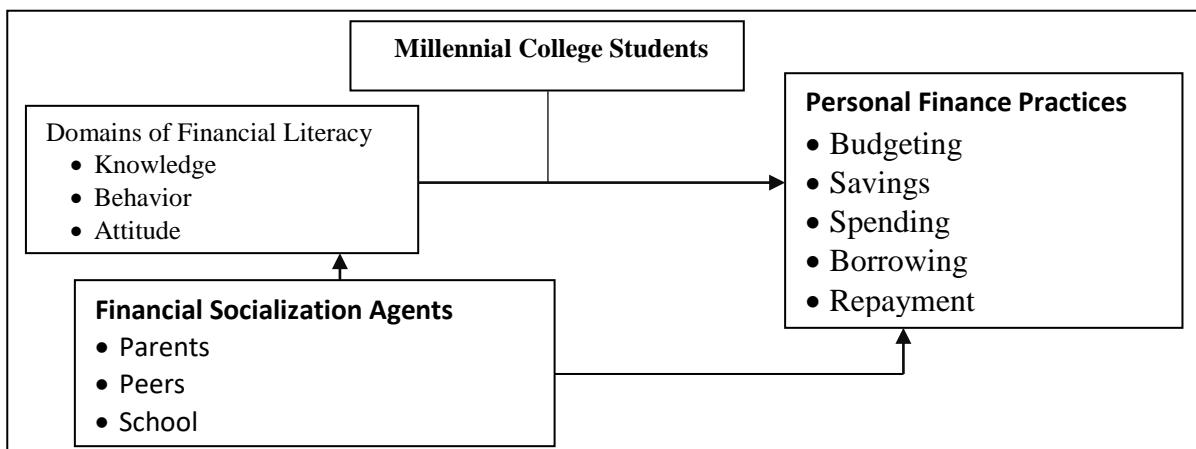 Millennial College Students
Domains of Financial Literacy
• Knowledge
• Behavior
• Attitude
Financial Socialization Agents
• Parents
• Peers
• School
Personal Finance Practices
• Budgeting
• Savings
• Spending
• Borrowing
• Repayment